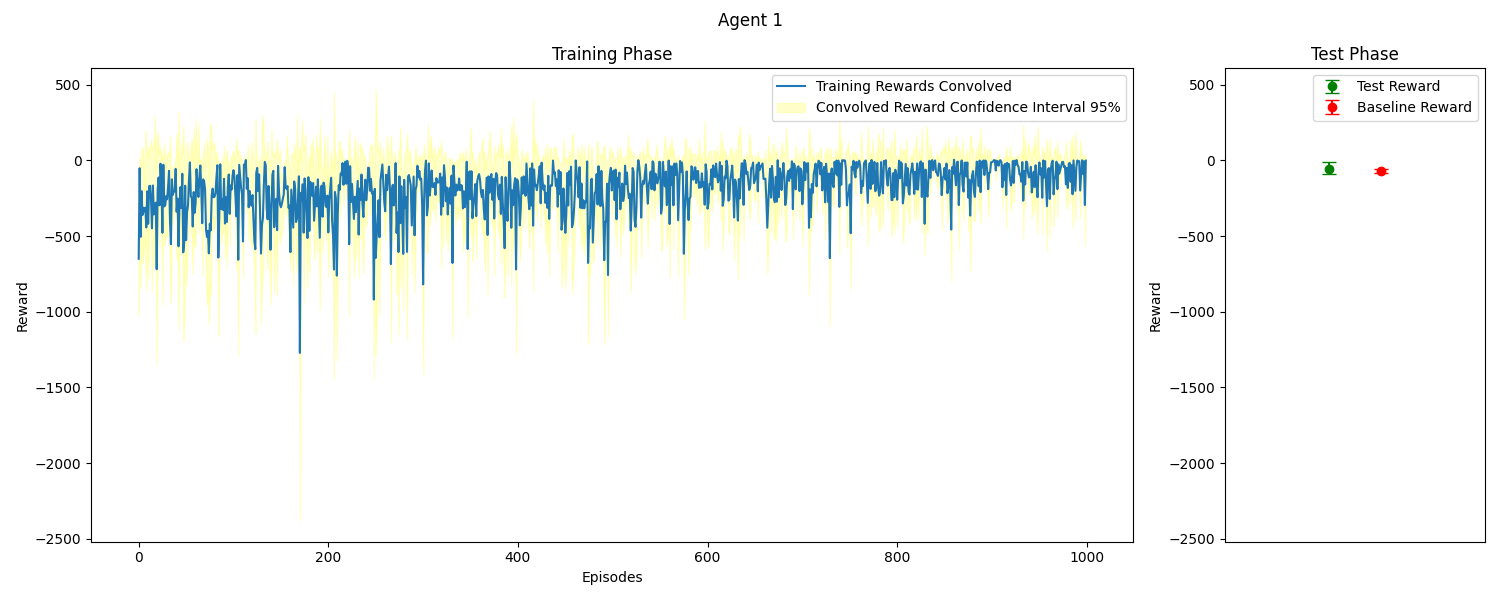 Agent 1
Training Phase
Training Rewards Convolved
Convolved Reward Confidence Interval 95%
500
0
−500
−1000
−1500
−2000
−2500
Reward
0
200
400
600
800
1000
Episodes
Test Phase
Test Reward
Baseline Reward
500
0
−500
−1000
−1500
−2000
−2500
Reward